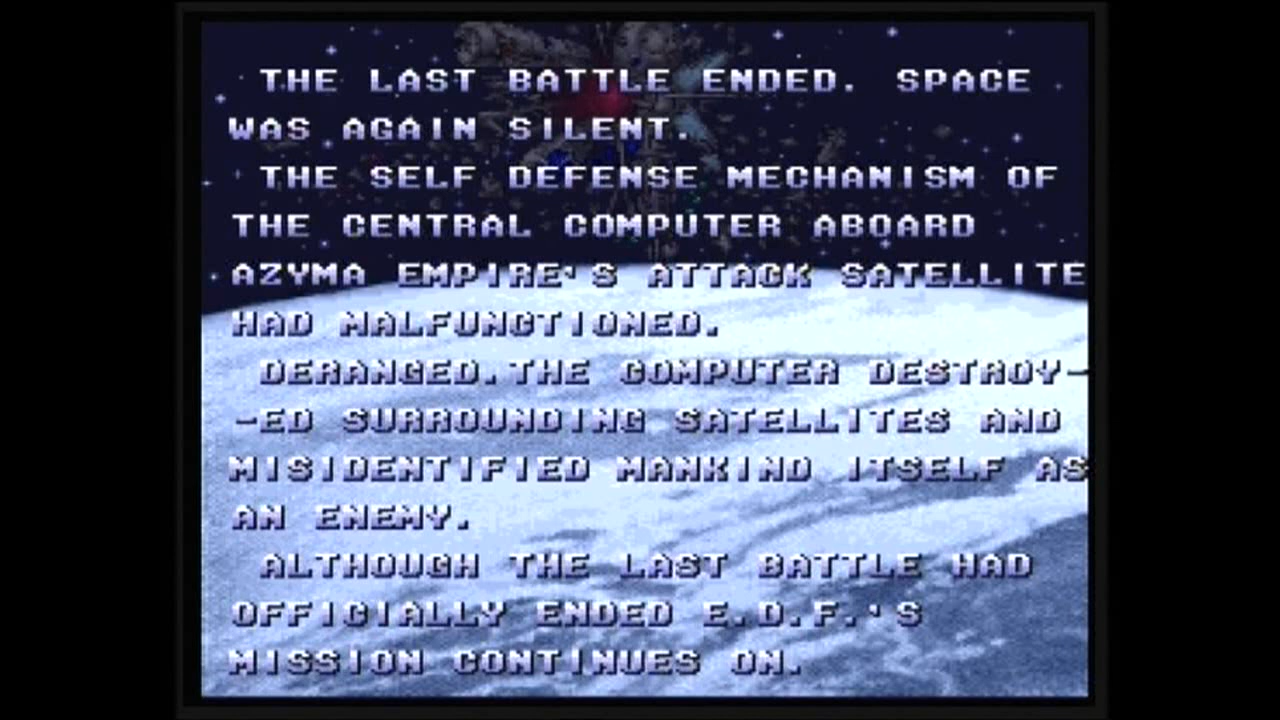 THE LAST BATTLE ENDED. SPACE
WAS AGAIN SILENT.
THE SELF DEFENSE MECHANISM OF
THE CENTRAL COMPUTER ABOARD
AZYMA EMPIRE'S ATTACK SATELLITE
HAD MALFUNCTIONED.
DERANGED.THE COMPUTER DESTROY-
-ED SURROUNDING SATELLITES AND
MISIDENTIFIED MANKIND ITSELF AS
AN ENEMY.
ALTHOUGH THE LAST BATTLE HAD
OFFICIALLY ENDED E.D.F.'S
MISSION CONTINUES ON.